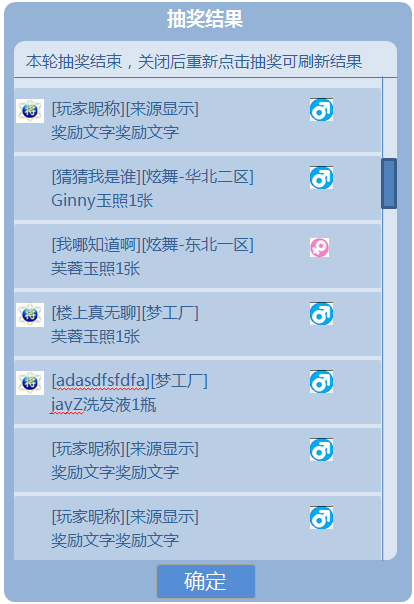 抽奖结果
本轮抽奖结束，关闭后重新点击抽奖可刷新结果
[玩家昵称][来源显示]
奖励文字奖励文字
[猜猜我是谁][炫舞-华北二区]
Ginny玉照1张
[我哪知道啊][炫舞-东北一区]
芙蓉玉照1张
[楼上真无聊][梦工厂]
芙蓉玉照1张
[adasdfsfdfa][梦工厂]
jayZ洗发液1瓶
[玩家昵称][来源显示]
奖励文字奖励文字
[玩家昵称][来源显示]
奖励文字奖励文字
确定